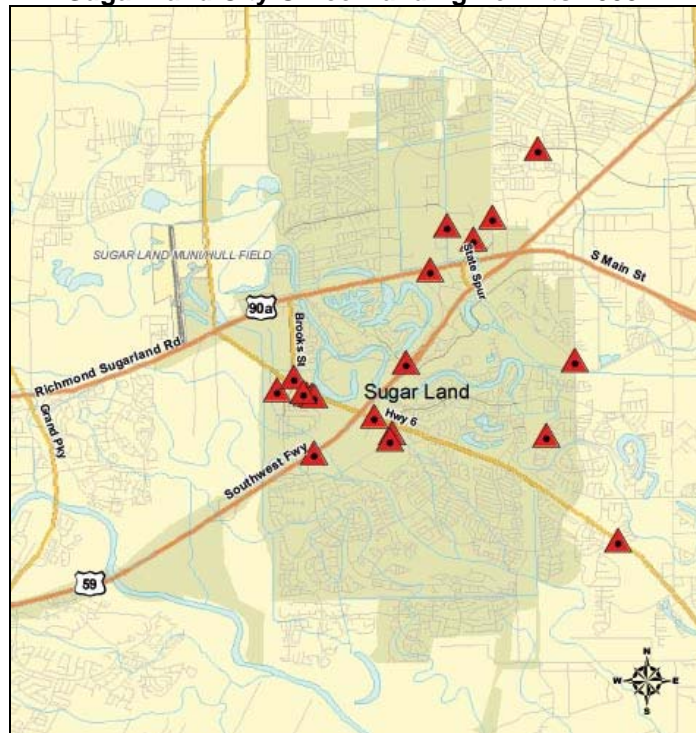 SUGAR LAND MUNI/HULL FIELD
S Main St
State Spur
90a
Brooks St
Richmond Sugarland Rd
Sugar Land
Hwy 6
Grand Pky
Southwest Fwy
59
N
W E
S